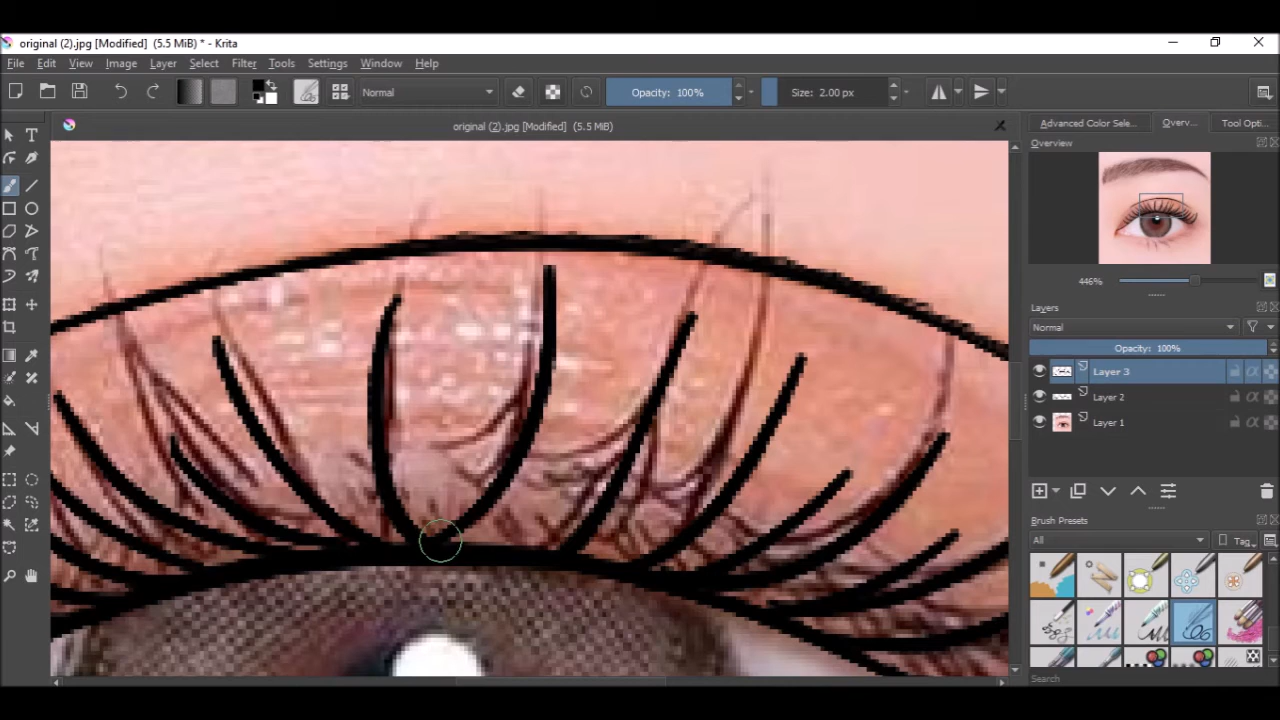 original (2).jpg [Modified] (5.5 MiB) * - Krita
File Edit View Image Layer Select Filter Tools Settings Window Help
Normal
Opacity: 100%
Size: 2.00 px
original (2).jpg [Modified] (5.5 MiB)
Advanced Color Sele...
Overv...
Tool Opti...
Overview
446%
Layers
Normal
Opacity: 100%
Layer 3
Layer 2
Layer 1
Brush Presets
All
Tag
Search